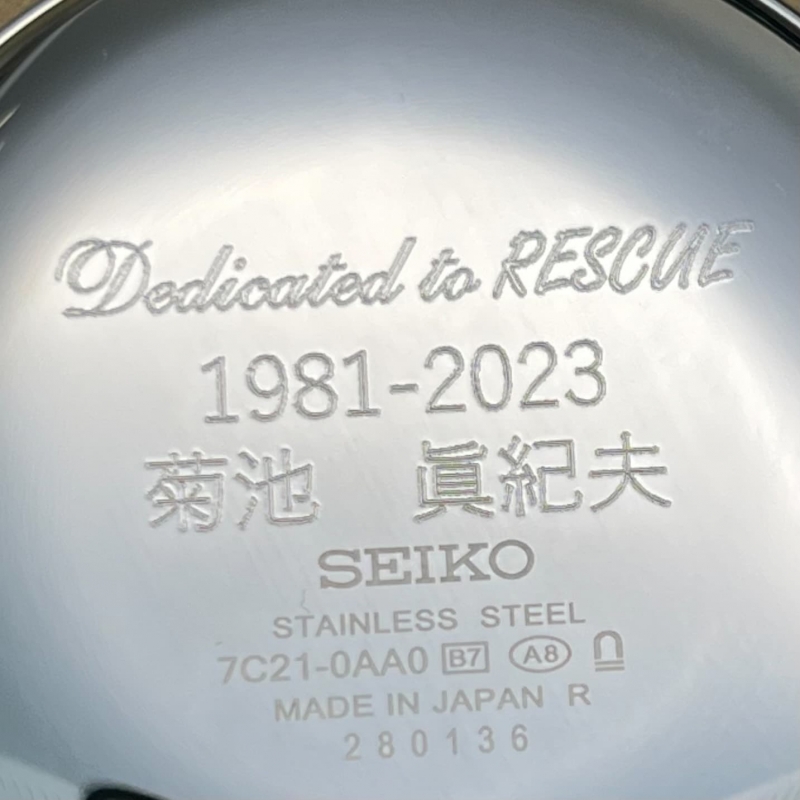 Dedicated to RESCUE
1981-2023
菊池 眞紀夫
SEIKO
STAINLESS STEEL
7C21-0AA0 B7 A8
MADE IN JAPAN R
280136